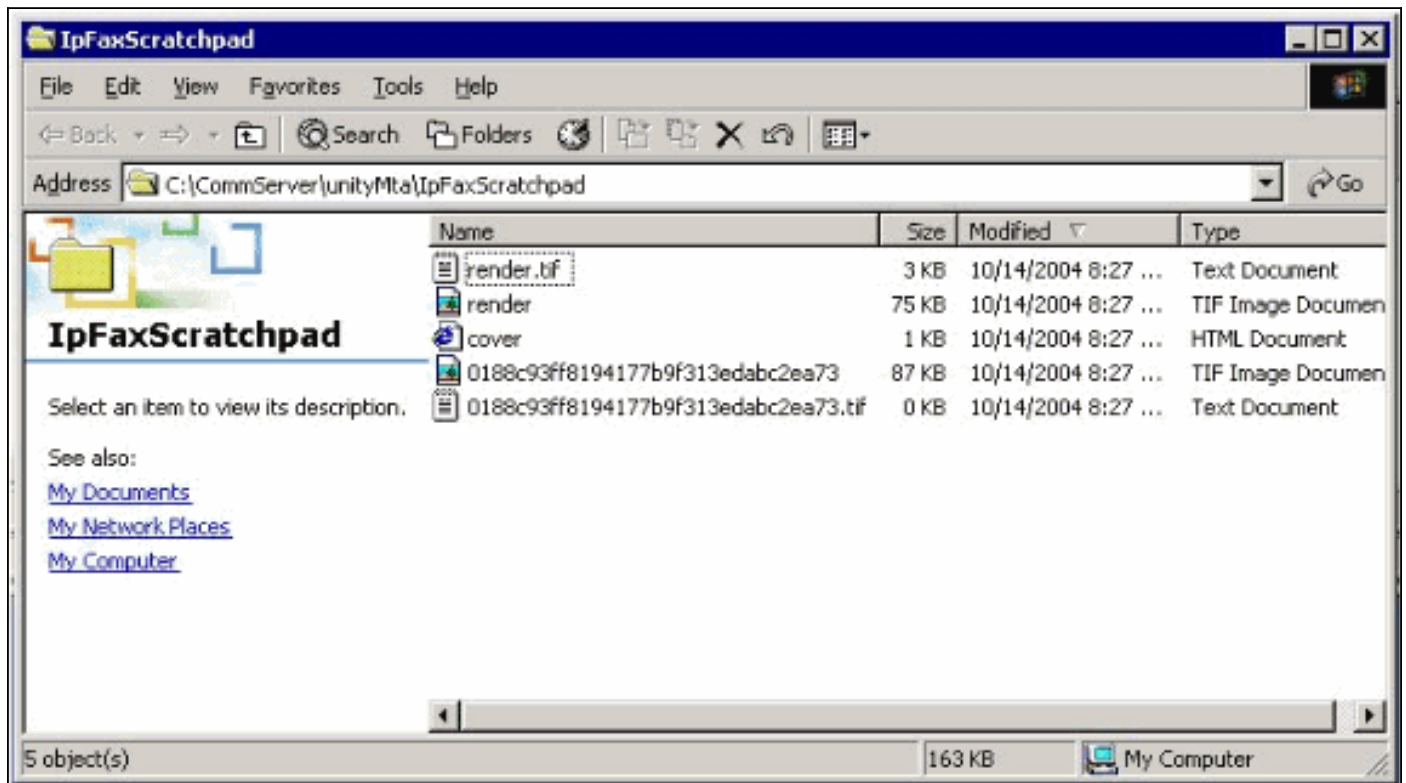 IpFaxScratchpad
File Edit View Favorites Tools Help
Back Search Folders
Address C:\CommServer\unityMta\IpFaxScratchpad Go
Name Size Modified Type
render.tif 3 KB 10/14/2004 8:27 ... Text Document
render 75 KB 10/14/2004 8:27 ... TIF Image Documen
cover 1 KB 10/14/2004 8:27 ... HTML Document
0188c93ff8194177b9f313edabc2ea73 87 KB 10/14/2004 8:27 ... TIF Image Documen
0188c93ff8194177b9f313edabc2ea73.tif 0 KB 10/14/2004 8:27 ... Text Document
IpFaxScratchpad
Select an item to view its description.
See also:
My Documents
My Network Places
My Computer
5 object(s) 163 KB My Computer